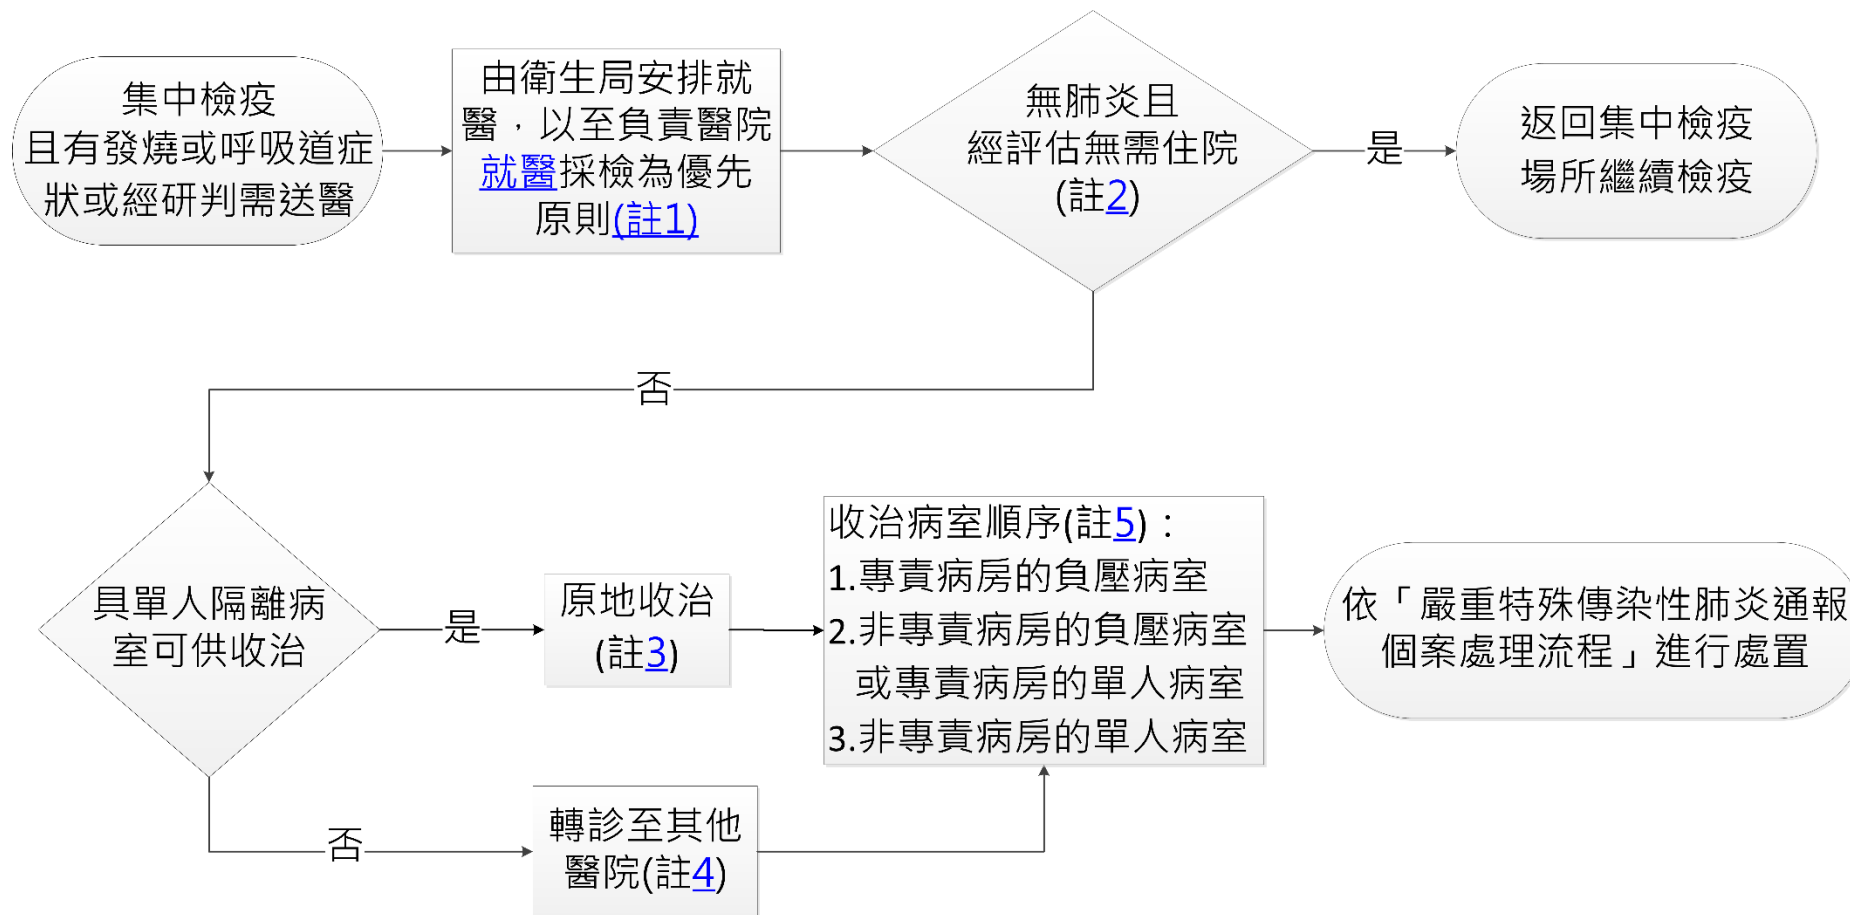 集中檢疫
且有發燒或呼吸道症
狀或經研判需送醫
由衛生局安排就
醫，以至負責醫院
就醫採檢為優先
原則(註1)
無肺炎且
經評估無需住院
(註2)
是
返回集中檢疫
場所繼續檢疫
否
具單人隔離病
室可供收治
是
原地收治
(註3)
收治病室順序(註5)：
1.專責病房的負壓病室
2.非專責病房的負壓病室
或專責病房的單人病室
3.非專責病房的單人病室
依「嚴重特殊傳染性肺炎通報
個案處理流程」進行處置
否
轉診至其他
醫院(註4)